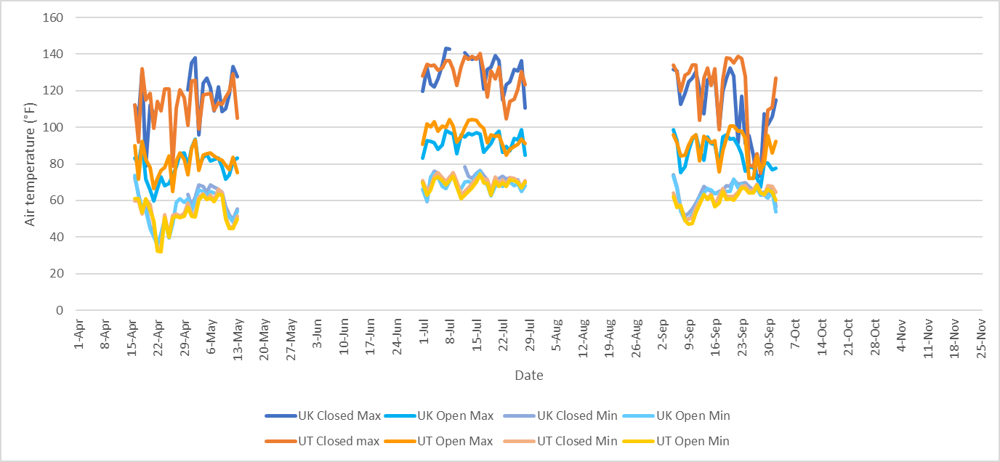 160
140
120
100
80
60
40
20
0
Air temperature (°F)
1-Apr
8-Apr
15-Apr
22-Apr
29-Apr
6-May
13-May
20-May
27-May
3-Jun
10-Jun
17-Jun
24-Jun
1-Jul
8-Jul
15-Jul
22-Jul
29-Jul
5-Aug
12-Aug
19-Aug
26-Aug
2-Sep
9-Sep
16-Sep
23-Sep
30-Sep
7-Oct
14-Oct
21-Oct
28-Oct
4-Nov
11-Nov
18-Nov
25-Nov
Date
UK Closed Max UK Open Max UK Closed Min UK Open Min
UT Closed max UT Open Max UT Closed Min UT Open Min